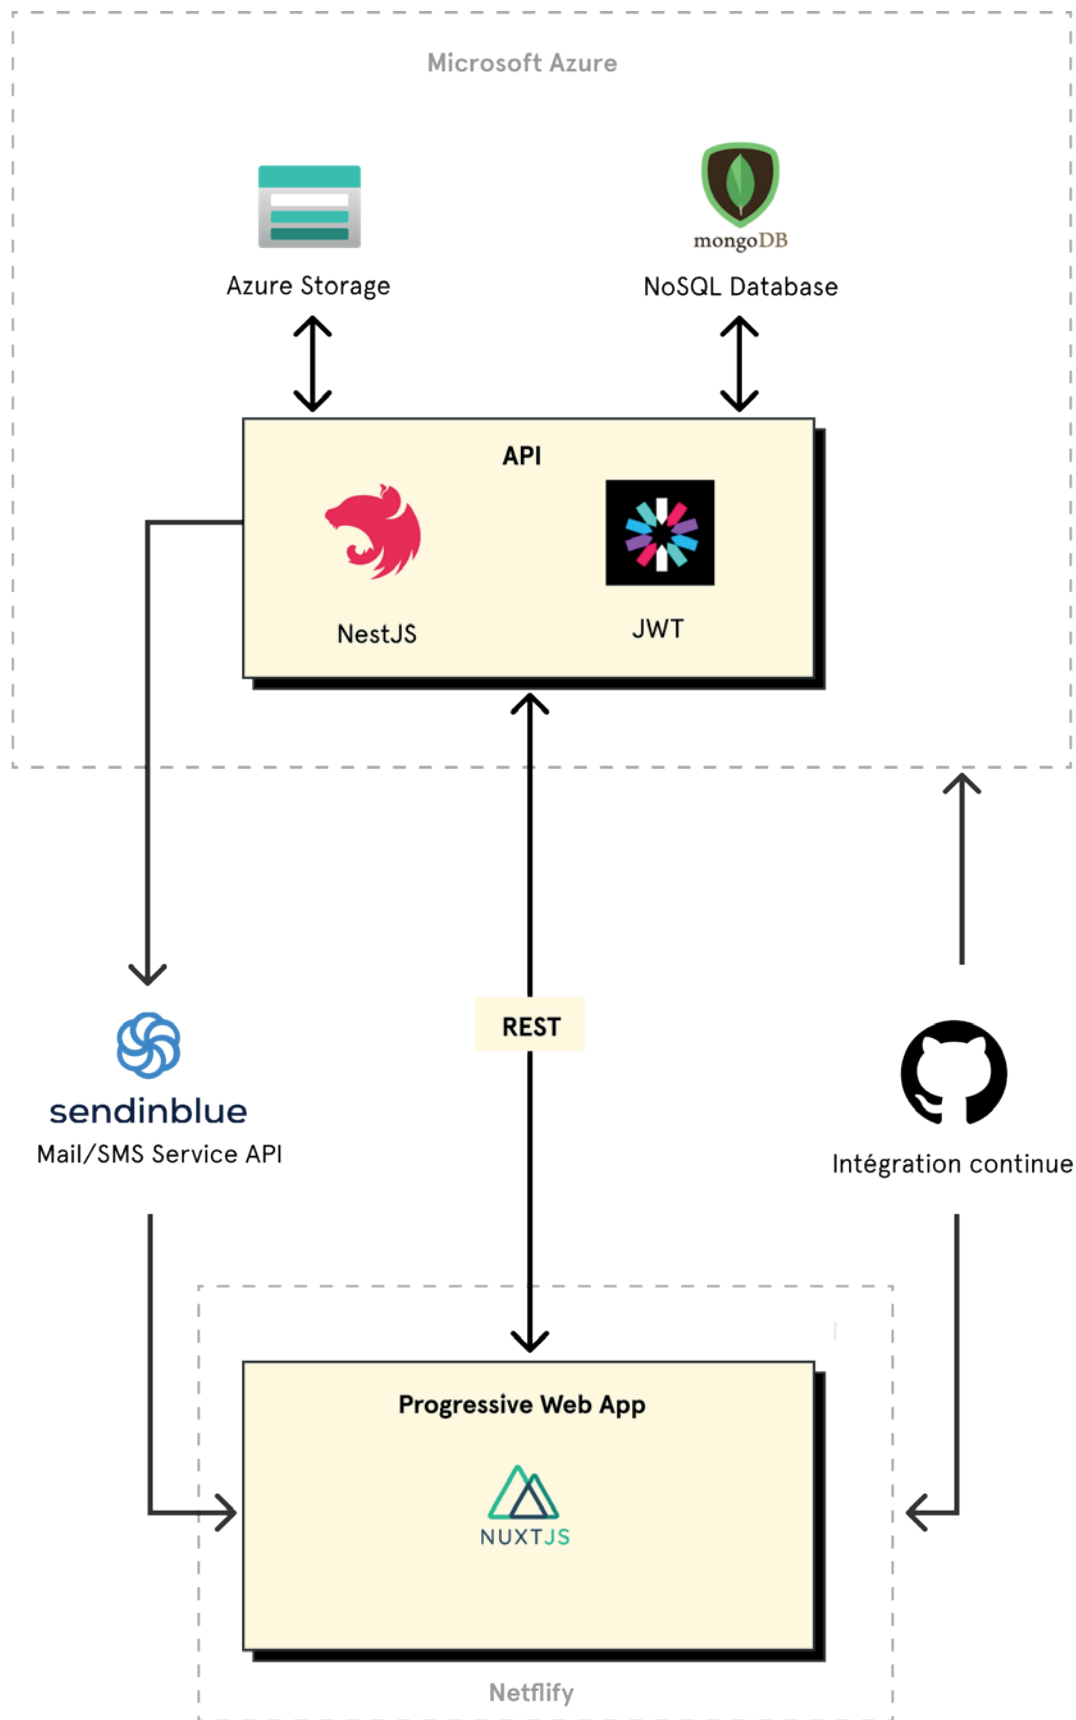 Microsoft Azure
mongoDB
Azure Storage
NoSQL Database
API
NestJS
JWT
REST
sendinblue
Mail/SMS Service API
Intégration continue
Progressive Web App
NUXTJS
Netflify